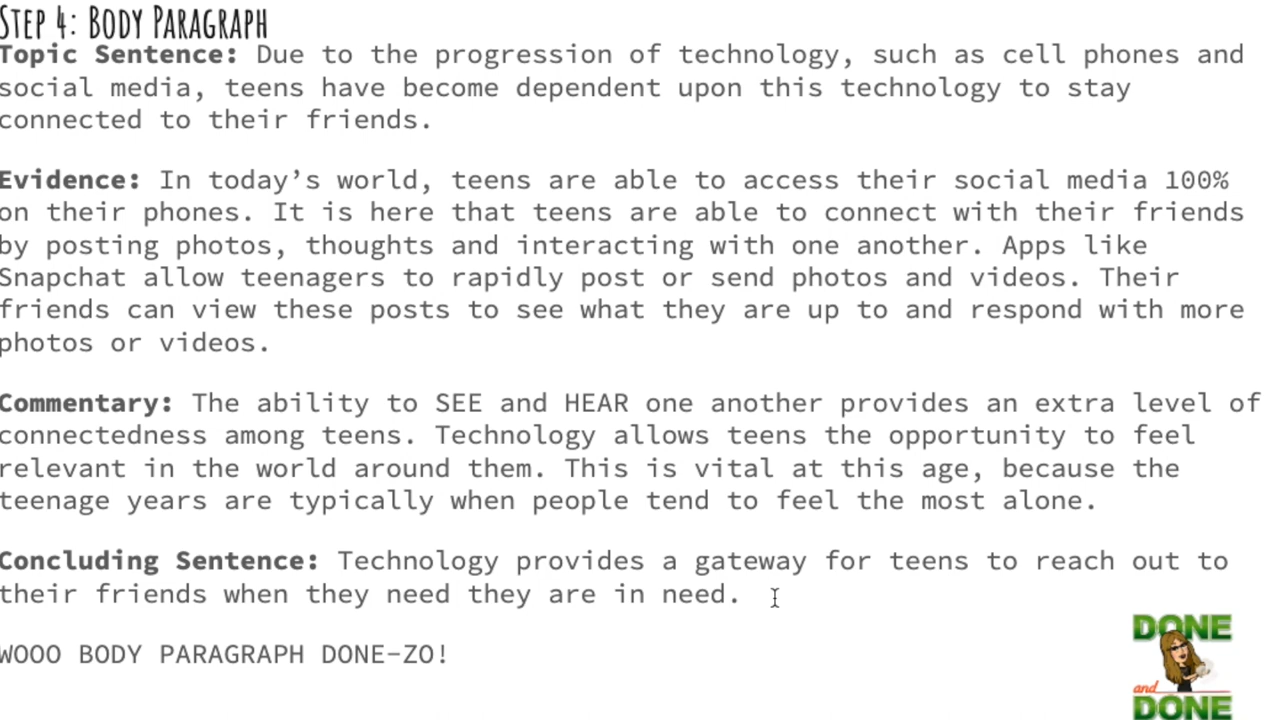 Step 4: Body Paragraph
Topic Sentence: Due to the progression of technology, such as cell phones and
social media, teens have become dependent upon this technology to stay
connected to their friends.
Evidence: In today’s world, teens are able to access their social media 100%
on their phones. It is here that teens are able to connect with their friends
by posting photos, thoughts and interacting with one another. Apps like
Snapchat allow teenagers to rapidly post or send photos and videos. Their
friends can view these posts to see what they are up to and respond with more
photos or videos.
Commentary: The ability to SEE and HEAR one another provides an extra level of
connectedness among teens. Technology allows teens the opportunity to feel
relevant in the world around them. This is vital at this age, because the
teenage years are typically when people tend to feel the most alone.
Concluding Sentence: Technology provides a gateway for teens to reach out to
their friends when they need they are in need.
WOOO BODY PARAGRAPH DONE-ZO!
DONE
and
DONE